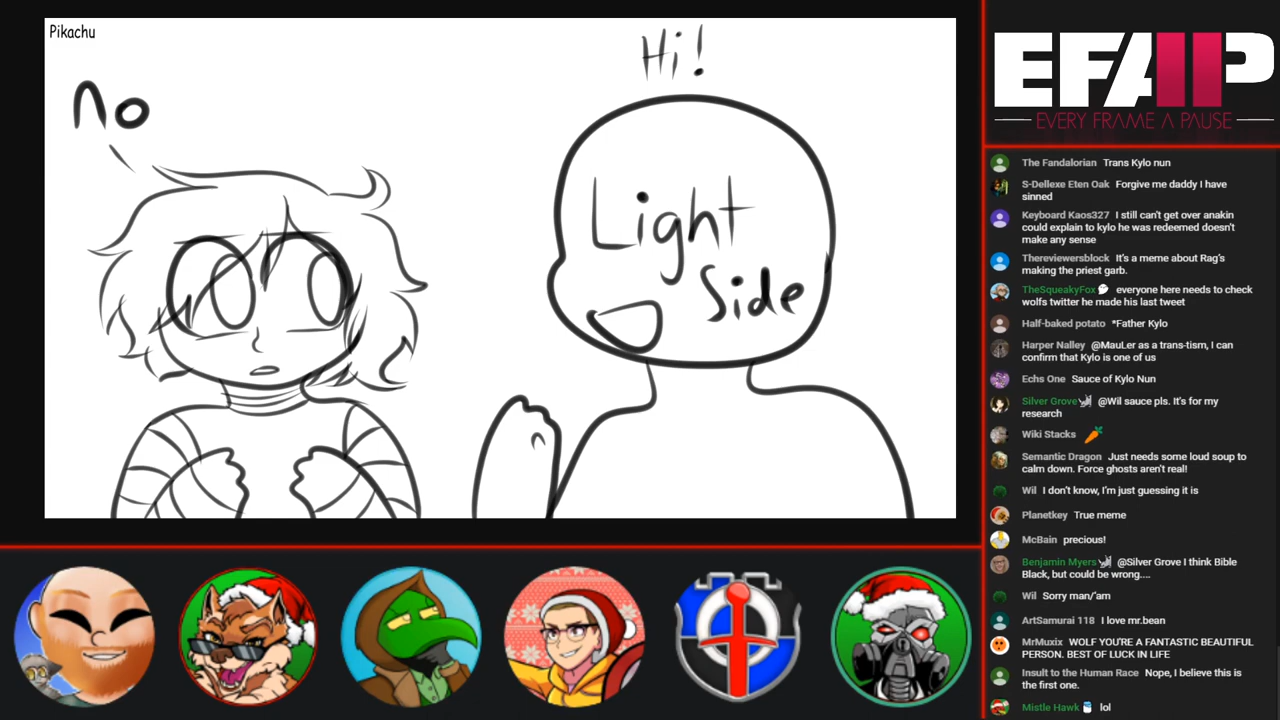 Pikachu
No
Hi!
Light
Side
EFAP
EVERY FRAME A PAUSE
The Fandalorian Trans Kylo nun
S-Dellexe Eten Oak Forgive me daddy I have
sinned
Keyboard Kaos327 I still can't get over anakin
could explain to kylo he was redeemed doesn't
make any sense
Thereviewersblock It's a meme about Rag's
making the priest garb.
TheSqueakyFox everyone here needs to check
wolfs twitter he made his last tweet
Half-baked potato *Father Kylo
Harper Nalley @MauLer as a trans-tism, I can
confirm that Kylo is one of us
Echs One Sauce of Kylo Nun
Silver Grove @Wil sauce pls. It's for my
research
Wiki Stacks
Semantic Dragon Just needs some loud soup to
calm down. Force ghosts aren't real!
Wil I don't know, I'm just guessing it is
Planetkey True meme
McBain precious!
Benjamin Myers @Silver Grove I think Bible
Black, but could be wrong....
Wil Sorry man/'am
ArtSamurai 118 I love mr.bean
MrMuxix WOLF YOU'RE A FANTASTIC BEAUTIFUL
PERSON. BEST OF LUCK IN LIFE
Insult to the Human Race Nope, I believe this is
the first one.
Mistle Hawk lol